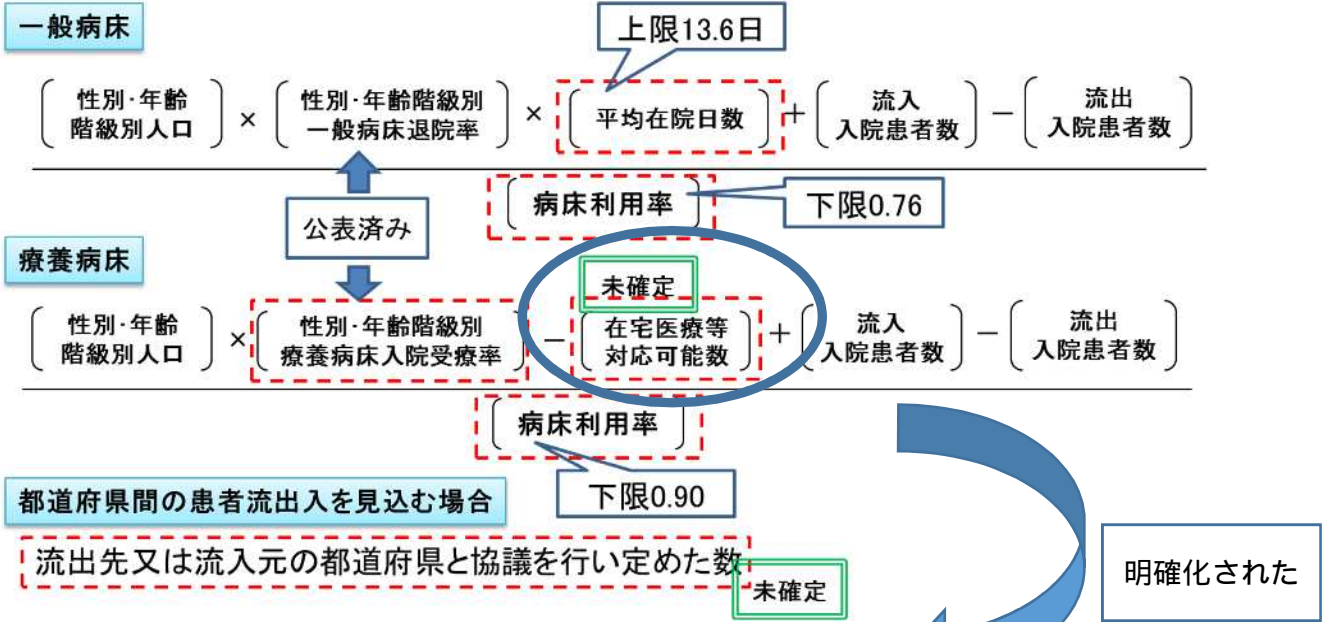 一般病床
上限13.6日
性別・年齢
階級別人口
×
性別・年齢階級別
一般病床退院率
×
平均在院日数
+
流入
入院患者数
−
流出
入院患者数
病床利用率
下限0.76
公表済み
療養病床
未確定
性別・年齢
階級別人口
×
性別・年齢階級別
療養病床入院受療率
−
在宅医療等
対応可能数
+
流入
入院患者数
−
流出
入院患者数
病床利用率
下限0.90
都道府県間の患者流出入を見込む場合
流出先又は流入元の都道府県と協議を行い定めた数
未確定
明確化された